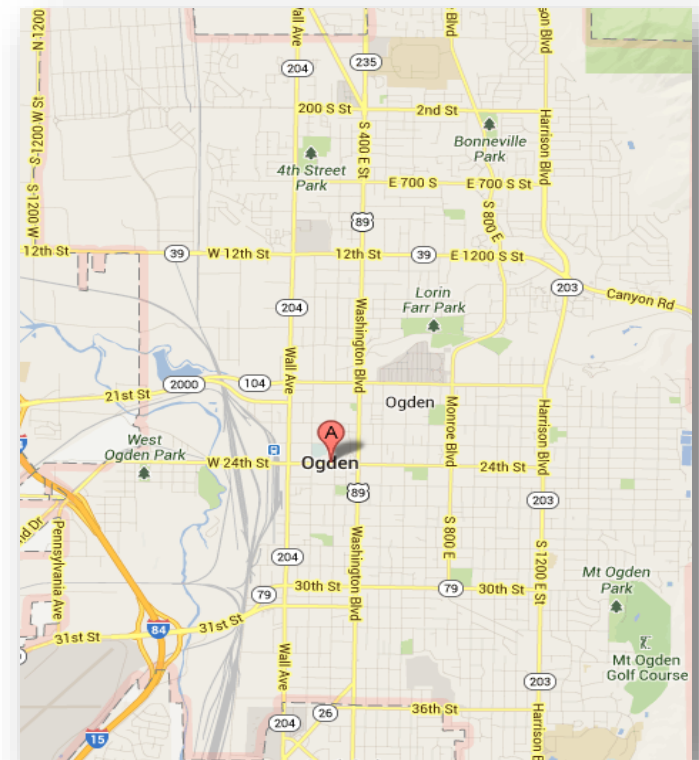 N 1200
S-1200 W St
S-1200 W
Wall Ave
Blvd
son Blvd
204
235
200 S St
2nd St
Bonneville
Park
4th Street
Park
S 400 E St
Harrison Blvd
E 700 S
E 700 S St
S 800 E
89
12th St
39
W 12th St
12th St
39
E 1200 S St
203
Canyon Rd
204
Lorin
Farr Park
Washington Blvd
Wall Ave
21st St
2000
104
Ogden
Monroe Blvd
Harrison Blvd
West
Ogden Park
A
W 24th St
Ogden
24th St
89
203
nd Dr
Pennsylvania Ave
Washington Blvd
S 800 E
S 1200 E St
204
79
30th St
79
30th St
Mt Ogden
Park
84
31st St
31st St
Wall Ave
Mt Ogden
Golf Course
203
204
26
36th St
Harrison B
15